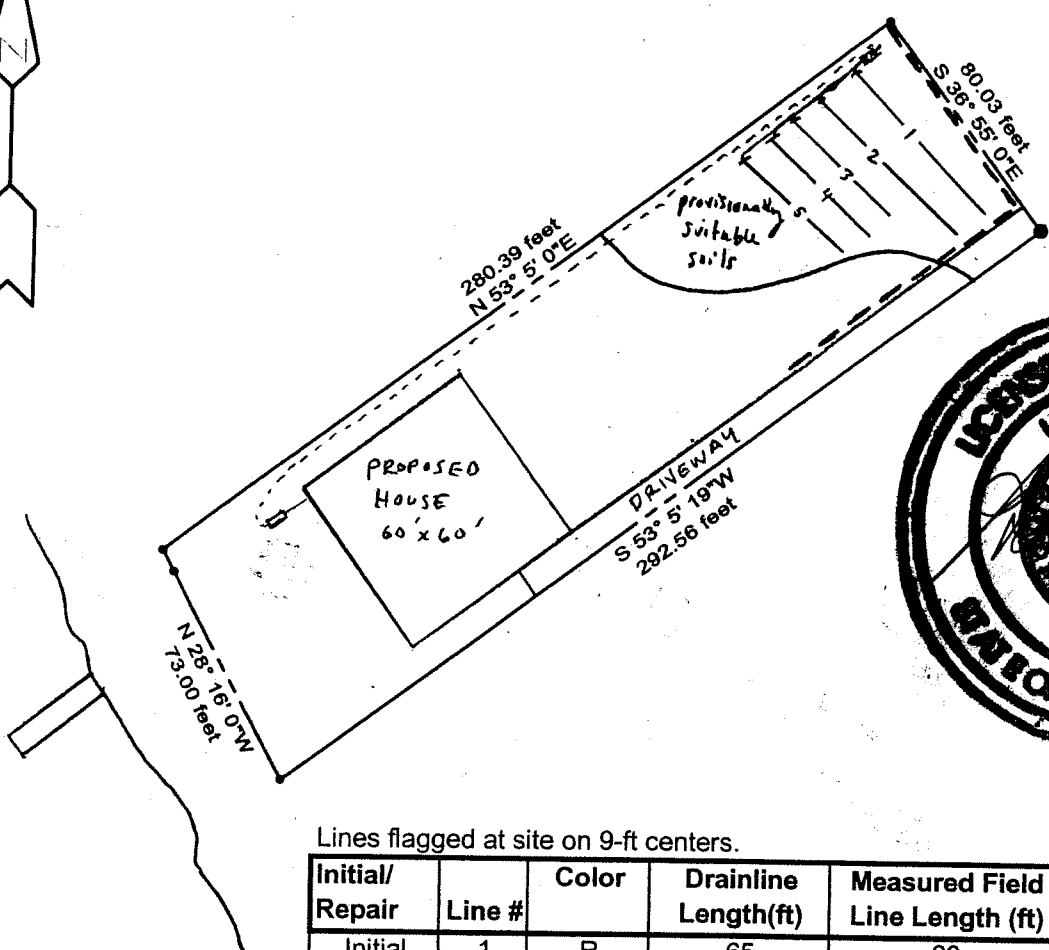 N
80.03 feet
S 36° 55' 0"E
1
2
3
4
5
provisionally
suitable
soils
280.39 feet
N 53° 5' 0"E
PROPOSED
HOUSE
60' x 60'
DRIVEWAY
S 53° 5' 19"W
292.56 feet
N 28° 16' 0"W
73.00 feet
Lines flagged at site on 9-ft centers.
Initial/ Repair Line # Color Drainline Length(ft) Measured Field Line Length (ft)
Initial 1 R 65